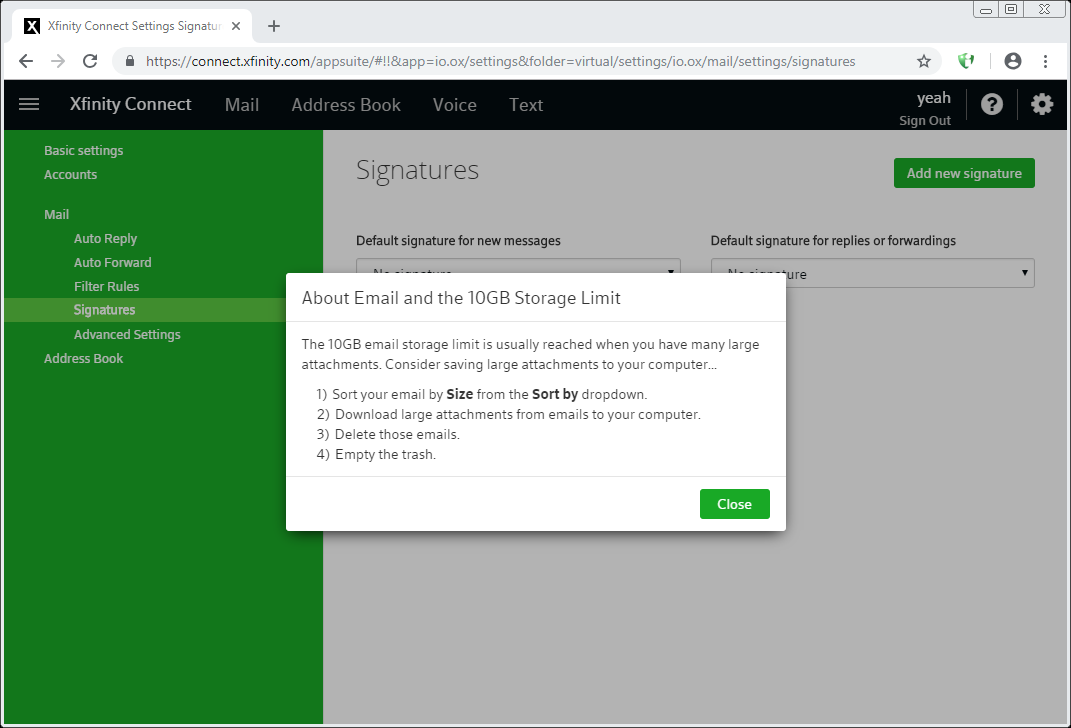 Xfinity Connect Settings Signatur
https://connect.xfinity.com/appsuite/#!!&app=io.ox/settings&folder=virtual/settings/io.ox/mail/settings/signatures
Xfinity Connect Mail Address Book Voice Text
yeah
Sign Out
Basic settings
Accounts
Mail
Auto Reply
Auto Forward
Filter Rules
Signatures
Advanced Settings
Address Book
Signatures
Add new signature
Default signature for new messages
Default signature for replies or forwardings
No signature
No signature
About Email and the 10GB Storage Limit
The 10GB email storage limit is usually reached when you have many large
attachments. Consider saving large attachments to your computer...
1) Sort your email by Size from the Sort by dropdown.
2) Download large attachments from emails to your computer.
3) Delete those emails.
4) Empty the trash.
Close